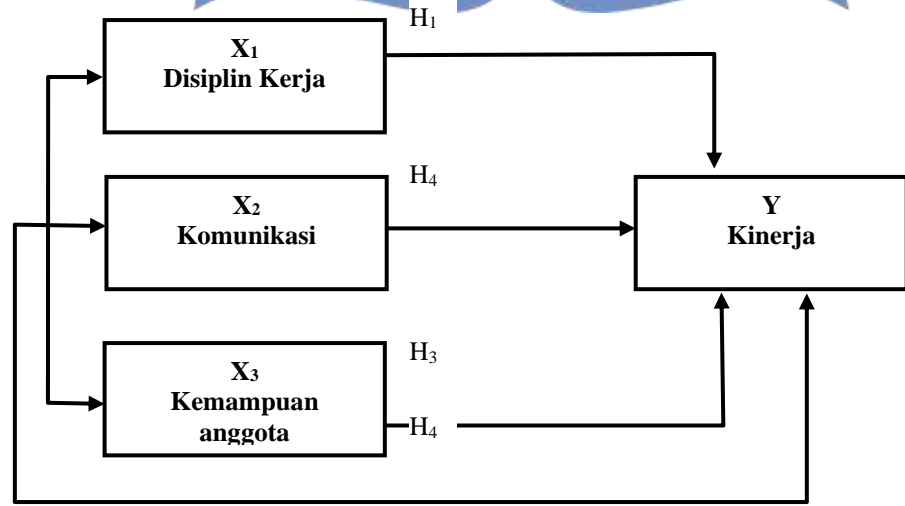 H₁
X₁
Disiplin Kerja
H₄
X₂
Komunikasi
Y
Kinerja
H₃
X₃
Kemampuan
anggota
H₄